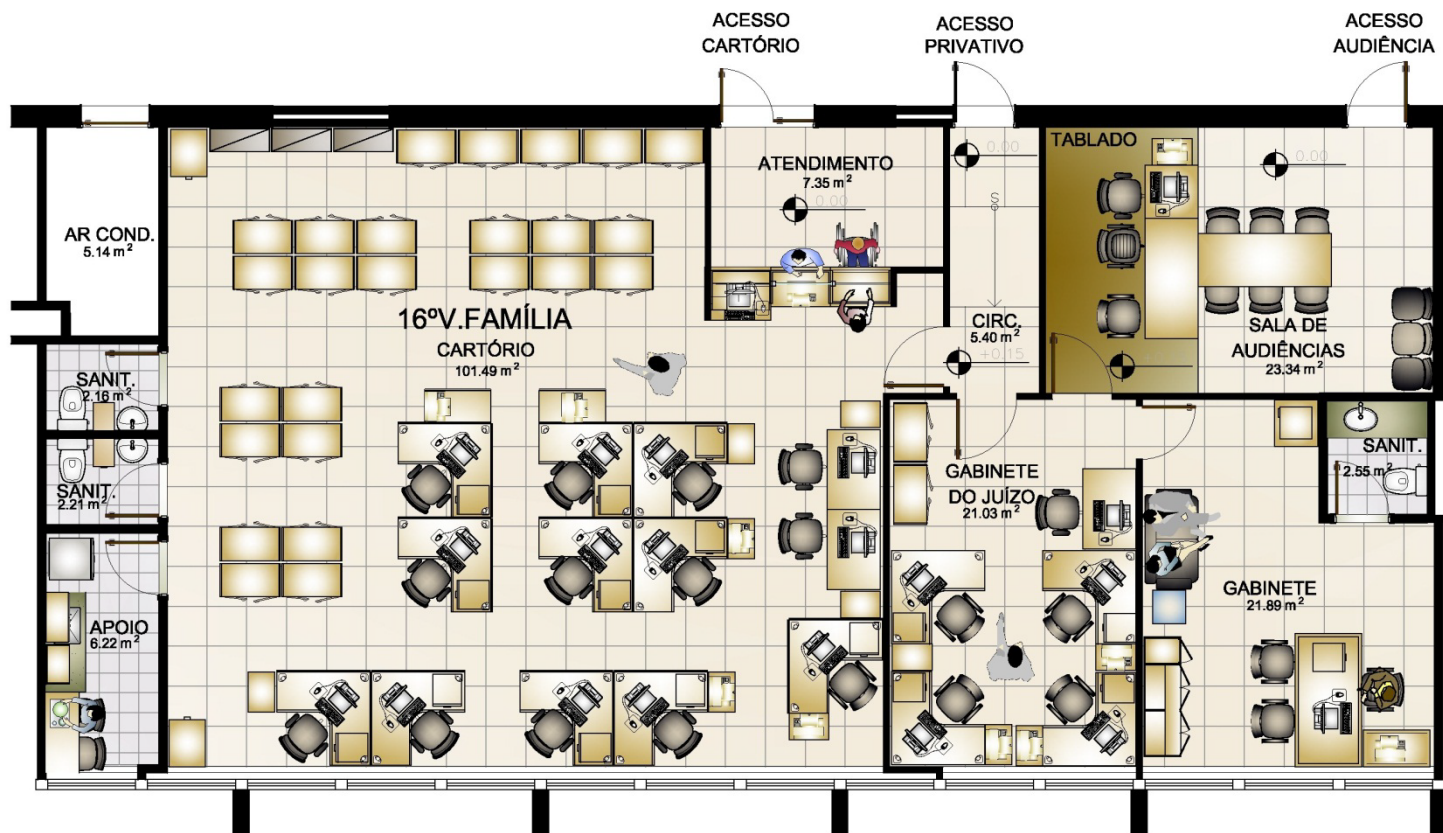 ACESSO
CARTÓRIO
ACESSO
PRIVATIVO
ACESSO
AUDIÊNCIA
TABLADO
ATENDIMENTO
7.35 m²
0.00
0.00
0.00
AR COND.
5.14 m²
16ºV.FAMÍLIA
CARTÓRIO
101.49 m²
CIRC.
5.40 m²
+0.15
SALA DE
AUDIÊNCIAS
23.34 m²
SANIT.
2.16 m²
SANIT.
2.21 m²
SANIT.
2.55 m²
GABINETE
DO JUÍZO
21.03 m²
GABINETE
21.89 m²
APOIO
6.22 m²